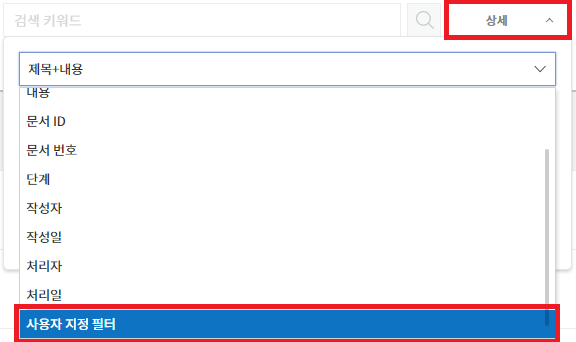 검색 키워드
상세
제목+내용
내용
문서 ID
문서 번호
단계
작성자
작성일
처리자
처리일
사용자 지정 필터